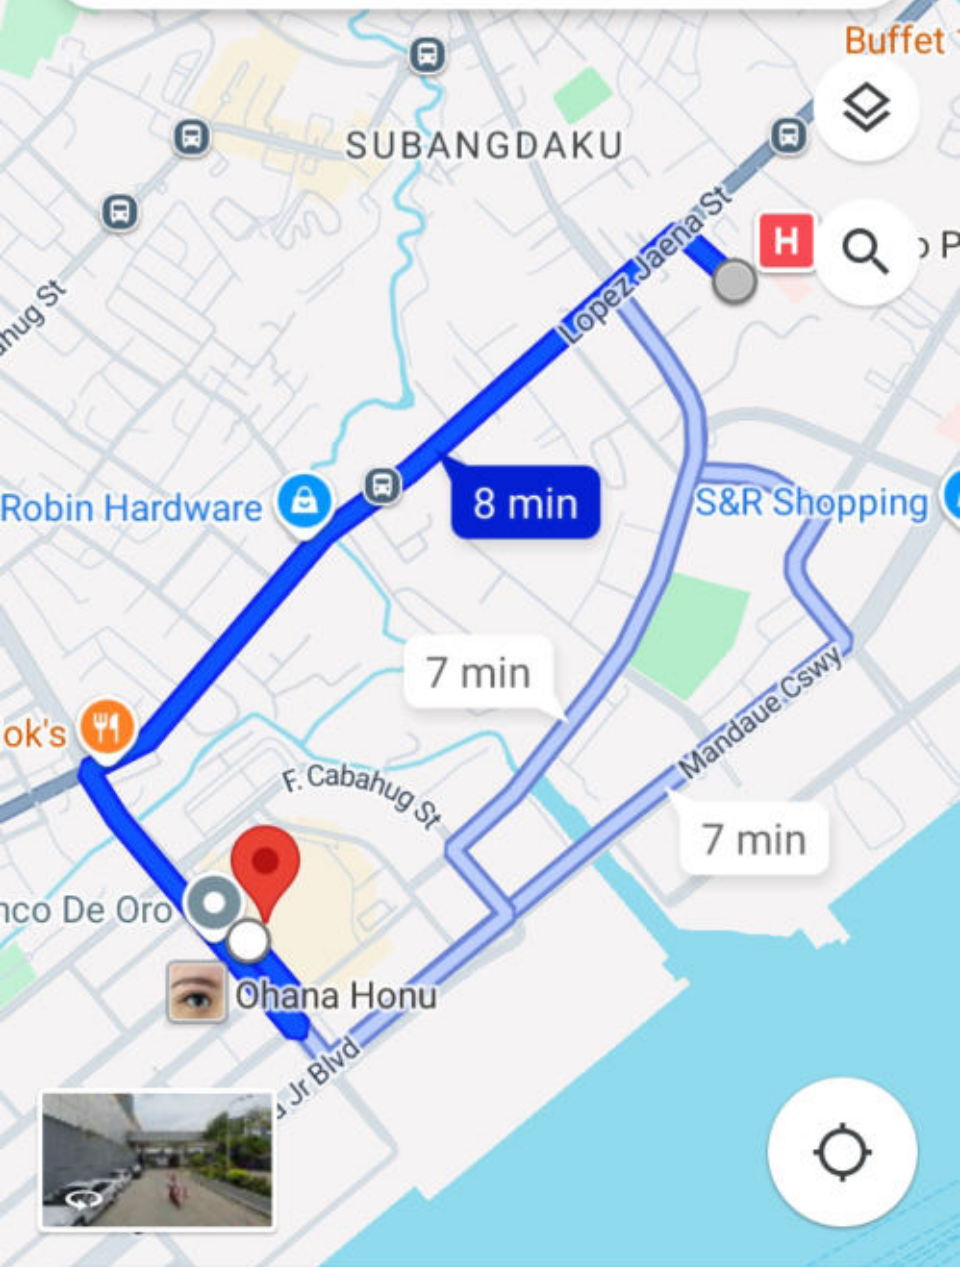 Buffet
SUBANGDAKU
Lopez Jaena St
H
P
ahug St
Robin Hardware
8 min
S&R Shopping
7 min
ok's
Mandaue Cswy
F. Cabahug St
7 min
nco De Oro
Ohana Honu
Jr Blvd